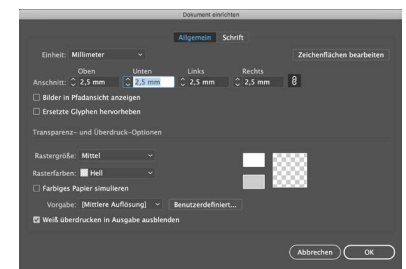 Dokument einrichten
Allgemein Schrift
Einheit: Millimeter Zeichenflächen bearbeiten
Oben Unten Links Rechts
Anschnitt: 2,5 mm 2,5 mm 2,5 mm 2,5 mm
Bilder in Pfadansicht anzeigen
Ersetzte Glyphen hervorheben
Transparenz- und Überdruck-Optionen
Rastergröße: Mittel
Rasterfarben: Hell
Farbiges Papier simulieren
Vorgabe: [Mittlere Auflösung] Benutzerdefiniert...
Weiß überdrucken in Ausgabe ausblenden
Abbrechen OK